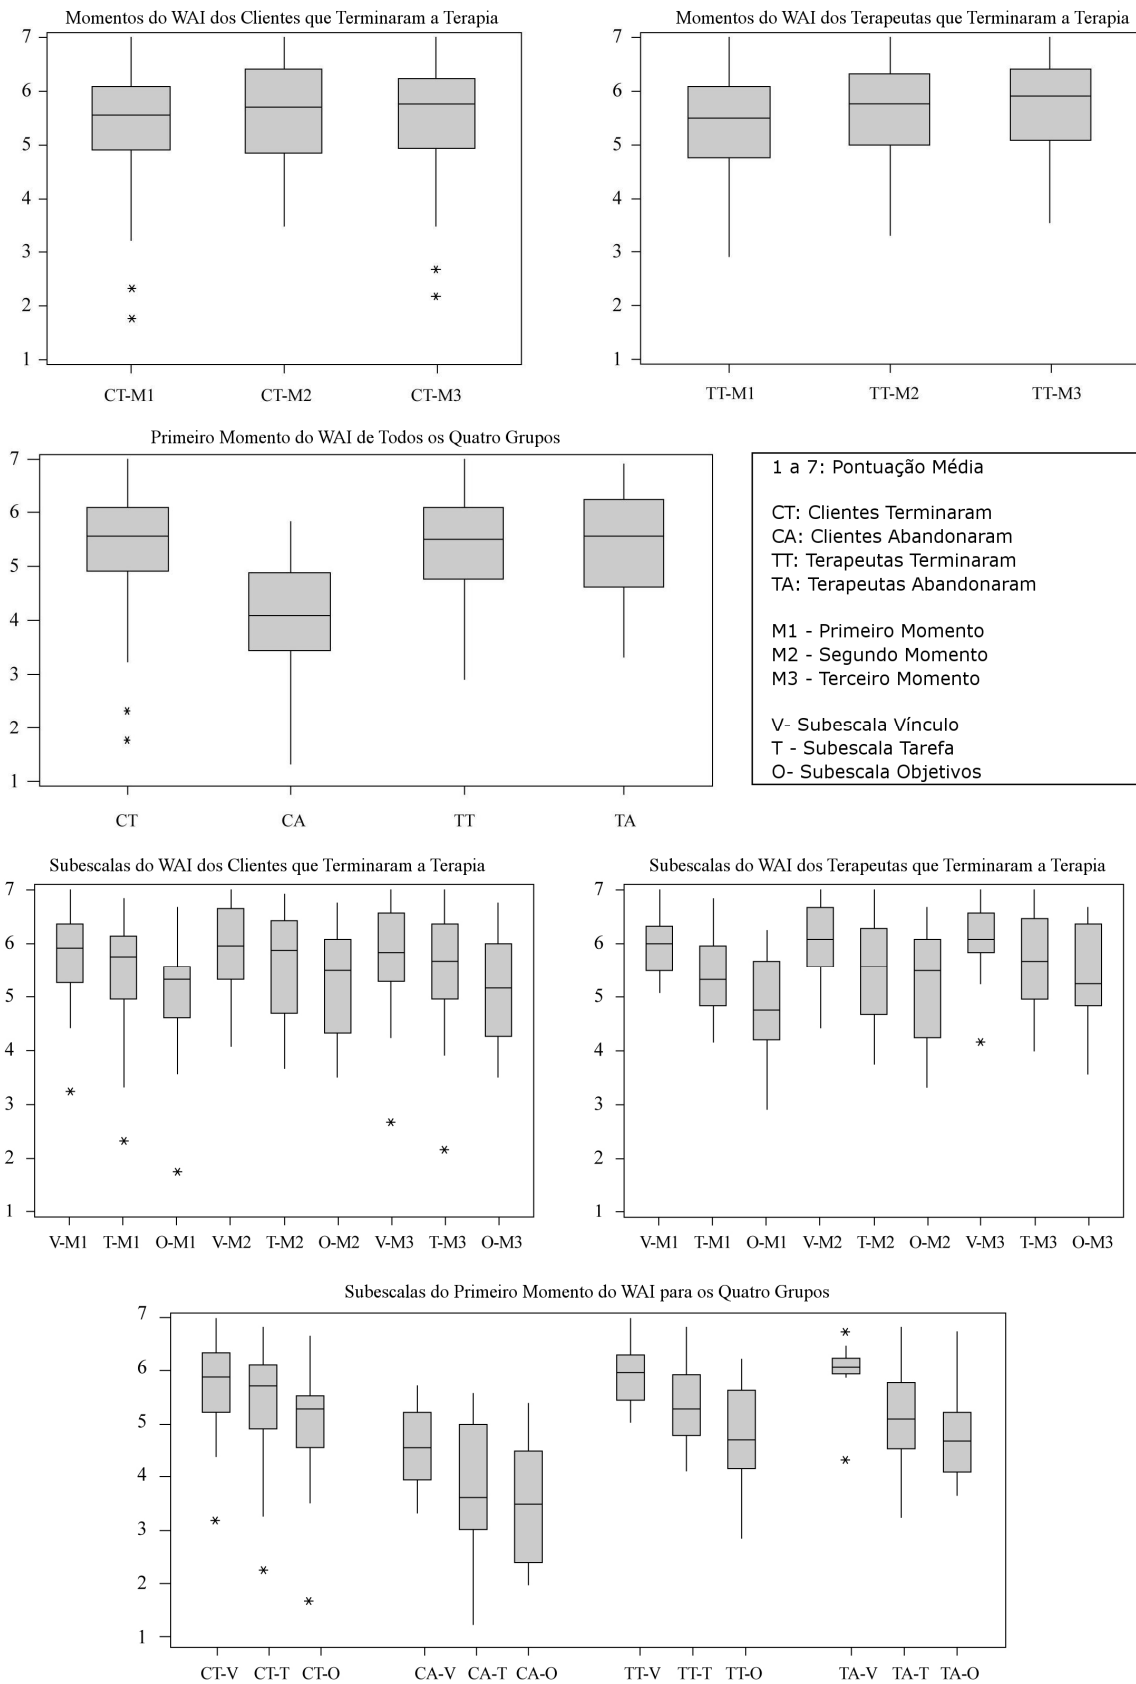 Momentos do WAI dos Clientes que Terminaram a Terapia
7
6
5
4
3
2
1
CT-M1 CT-M2 CT-M3
Momentos do WAI dos Terapeutas que Terminaram a Terapia
7
6
5
4
3
2
1
TT-M1 TT-M2 TT-M3
Primeiro Momento do WAI de Todos os Quatro Grupos
7
6
5
4
3
2
1
CT CA TT TA
1 a 7: Pontuação Média
CT: Clientes Terminaram
CA: Clientes Abandonaram
TT: Terapeutas Terminaram
TA: Terapeutas Abandonaram
M1 - Primeiro Momento
M2 - Segundo Momento
M3 - Terceiro Momento
V- Subescala Vínculo
T - Subescala Tarefa
O- Subescala Objetivos
Subescalas do WAI dos Clientes que Terminaram a Terapia
7
6
5
4
3
2
1
V-M1 T-M1 O-M1 V-M2 T-M2 O-M2 V-M3 T-M3 O-M3
Subescalas do WAI dos Terapeutas que Terminaram a Terapia
7
6
5
4
3
2
1
V-M1 T-M1 O-M1 V-M2 T-M2 O-M2 V-M3 T-M3 O-M3
Subescalas do Primeiro Momento do WAI para os Quatro Grupos
7
6
5
4
3
2
1
CT-V CT-T CT-O CA-V CA-T CA-O TT-V TT-T TT-O TA-V TA-T TA-O